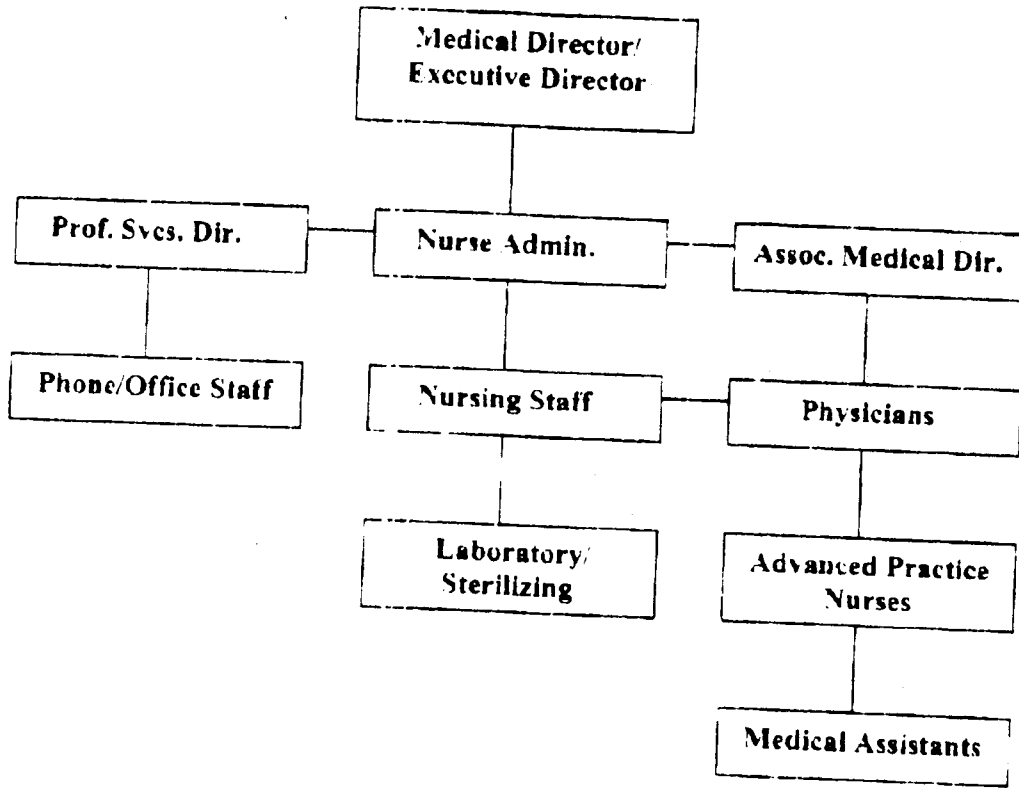 Medical Director/
Executive Director
Prof. Svcs. Dir.
Nurse Admin.
Assoc. Medical Dir.
Phone/Office Staff
Nursing Staff
Physicians
Laboratory/
Sterilizing
Advanced Practice
Nurses
Medical Assistants